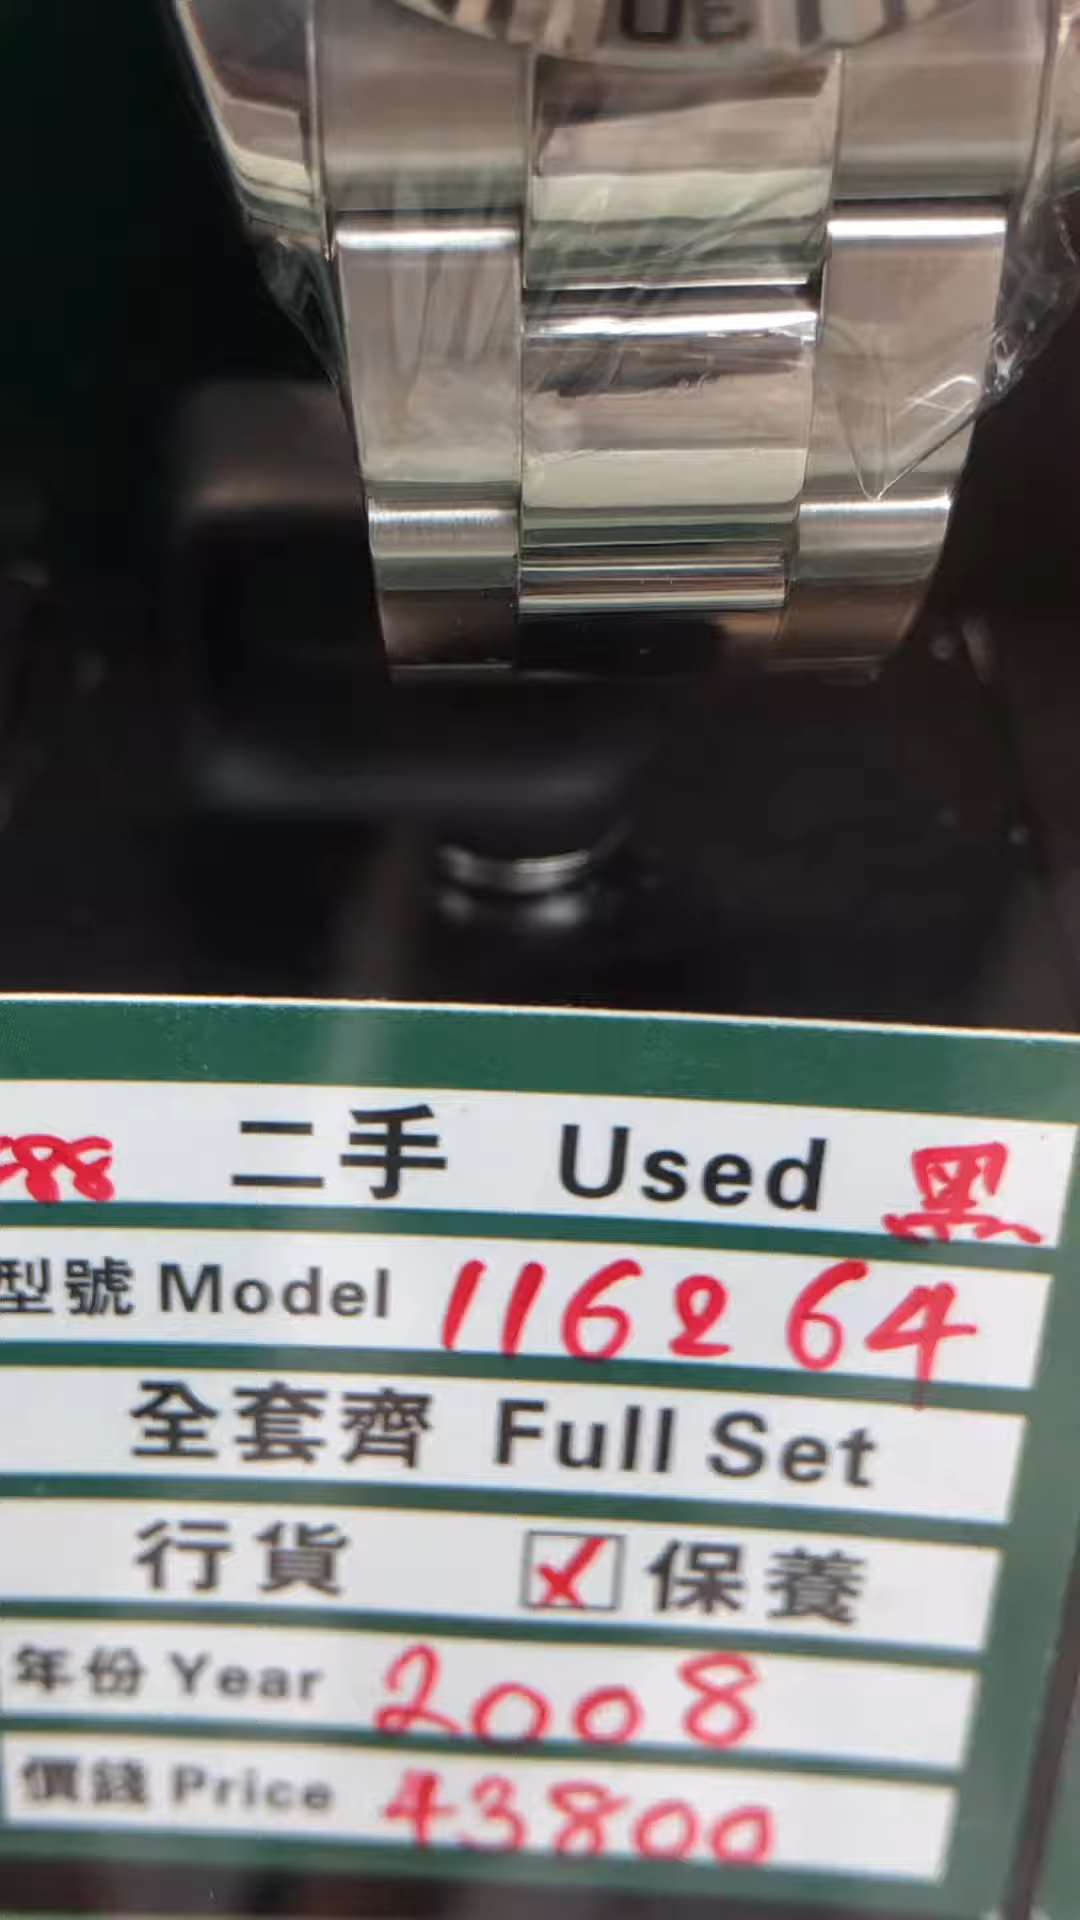 88 二手 Used 黑
型號 Model 116264
全套齊 Full Set
行貨 ☑ 保養
年份 Year 2008
價錢 Price 43800